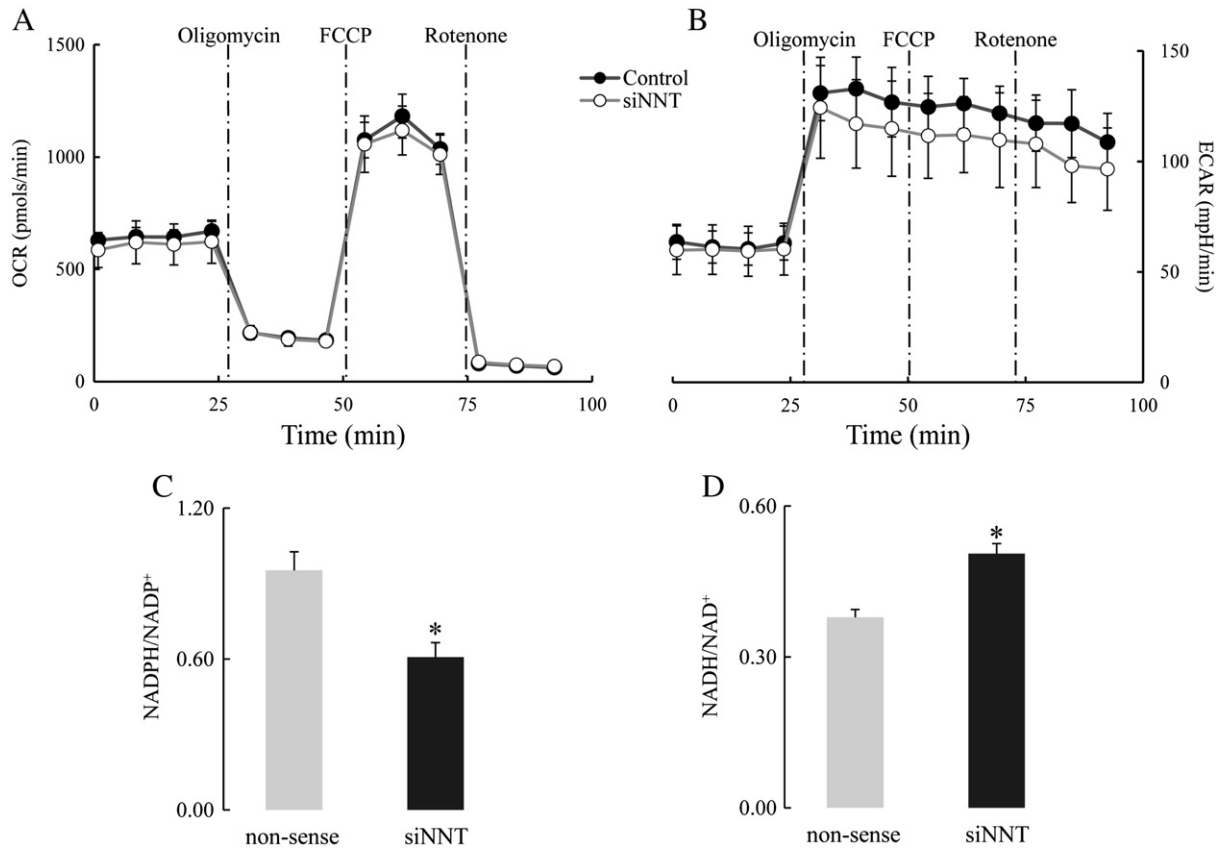 A
1500
1000
500
0
OCR (pmols/min)
Oligomycin FCCP Rotenone
0 25 50 75 100
Time (min)
Control
siNNT
B
Oligomycin FCCP Rotenone
150
100
50
0
ECAR (mpH/min)
0 25 50 75 100
Time (min)
C
1.20
0.60
0.00
NADPH/NADP+
*
non-sense siNNT
D
0.60
0.30
0.00
NADH/NAD+
*
non-sense siNNT